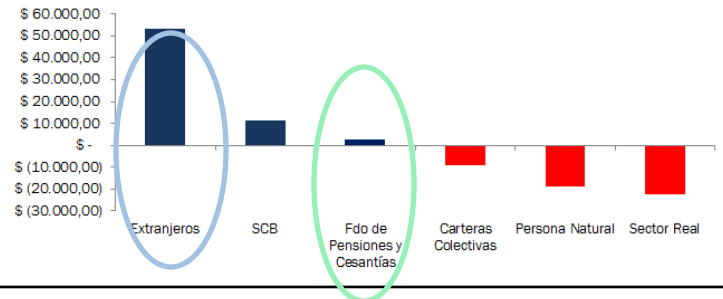 $ 60.000,00
$ 50.000,00
$ 40.000,00
$ 30.000,00
$ 20.000,00
$ 10.000,00
$ -
$ (10.000,00)
$ (20.000,00)
$ (30.000,00)
Extranjeros
SCB
Fdo de
Pensiones y
Cesantías
Carteras
Colectivas
Persona Natural
Sector Real